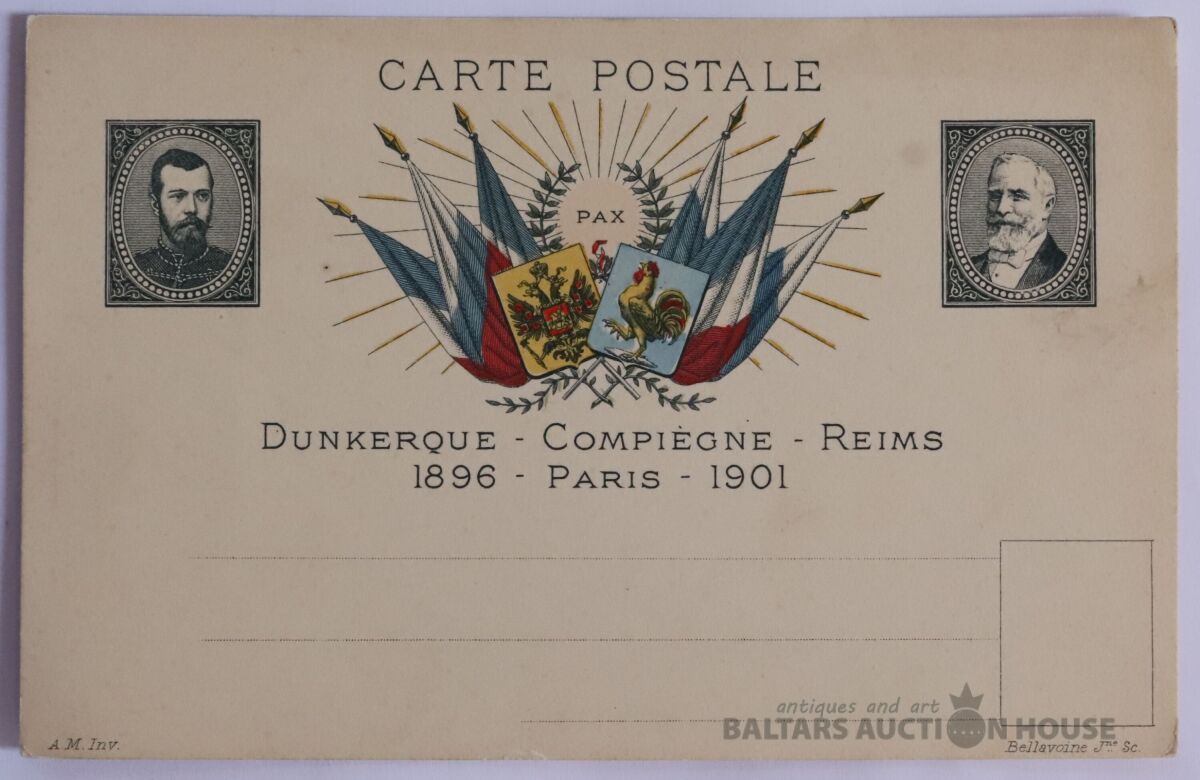 CARTE POSTALE
PAX
DUNKERQUE - COMPIÈGNE - REIMS
1896 - PARIS - 1901
antiques and art
BALTARS AUCTION HOUSE
A.M. Inv.
Bellavoine Jne Sc.